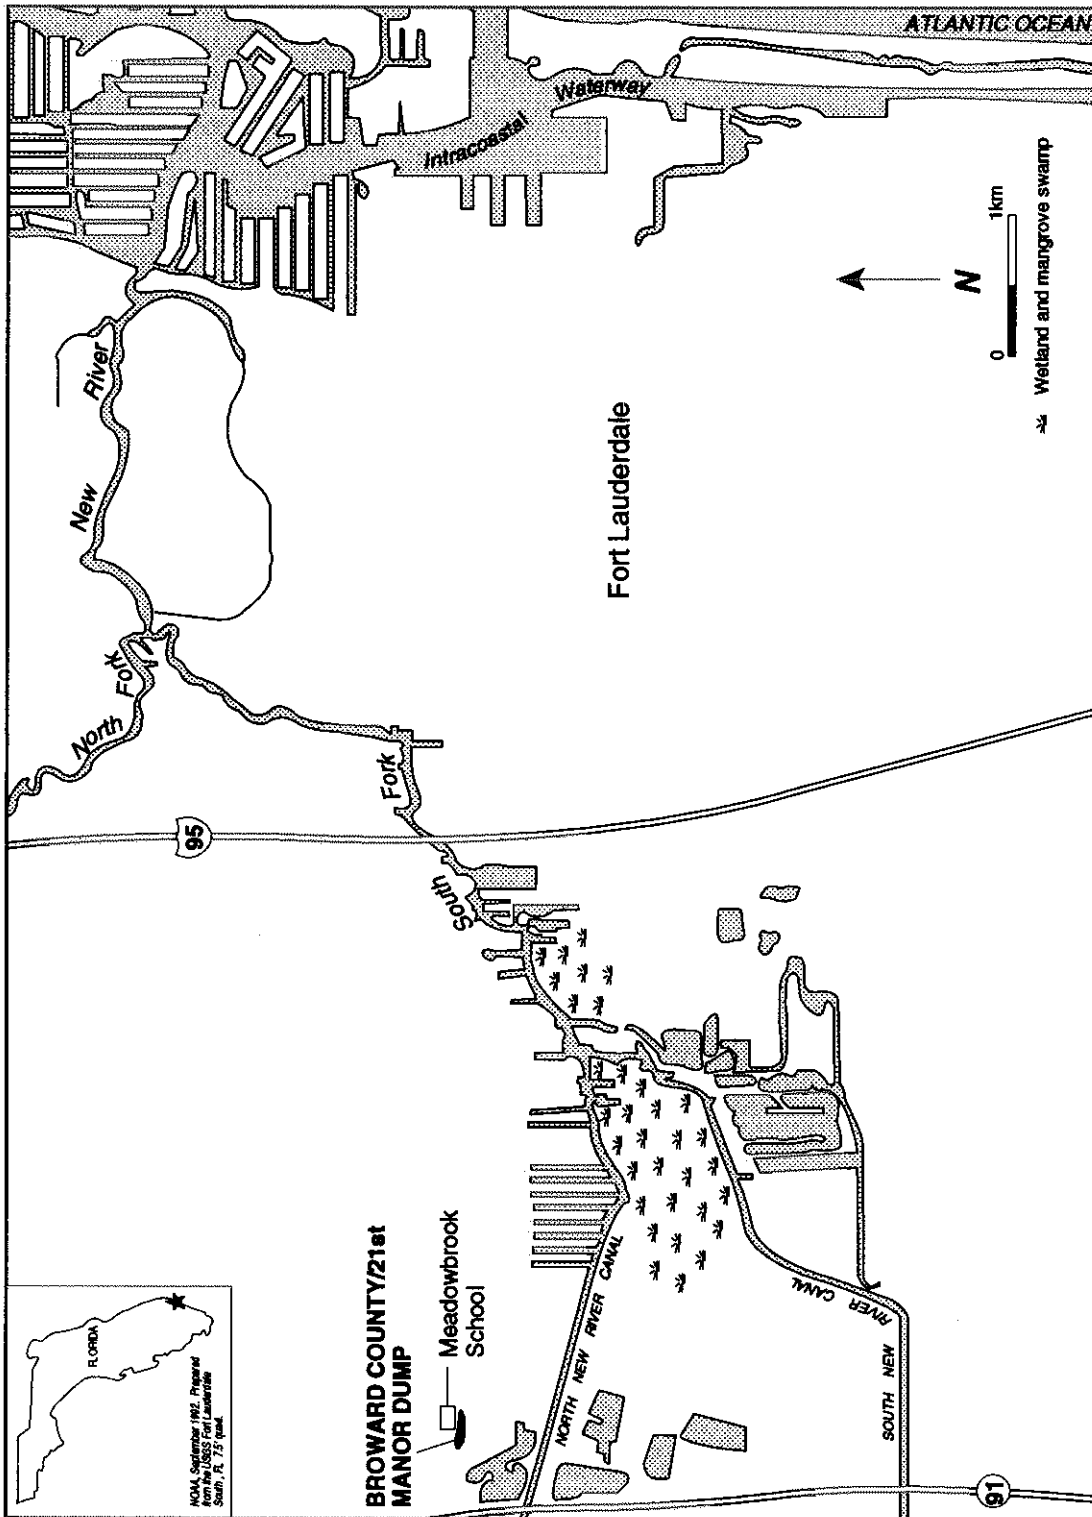 ATLANTIC OCEAN
Waterway
Intracoastal
River
New
North
Fork
Fork
South
95
Fort Lauderdale
N
0
1km
Wetland and mangrove swamp
FLORIDA
NOAA, September 1992. Prepared
from the USGS Fort Lauderdale
South, FL 7.5' quad.
BROWARD COUNTY/21st
MANOR DUMP
Meadowbrook
School
NORTH NEW RIVER CANAL
SOUTH NEW RIVER CANAL
91